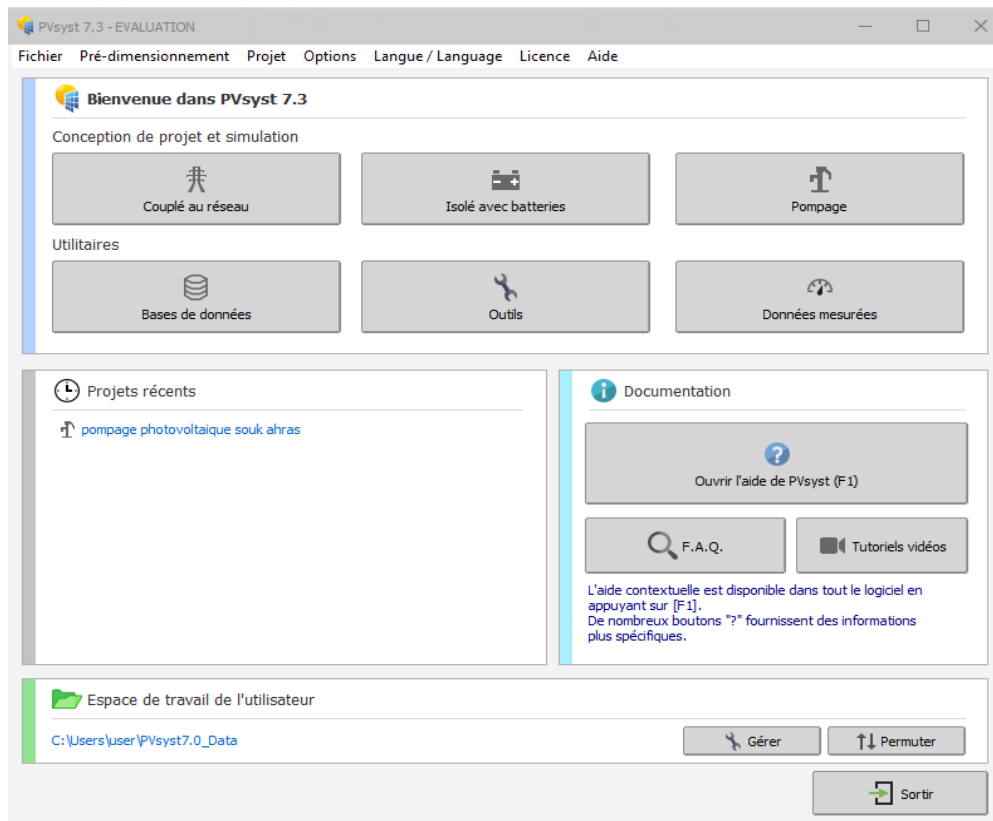 PVsyst 7.3 - EVALUATION
Fichier Pré-dimensionnement Projet Options Langue / Language Licence Aide
Bienvenue dans PVsyst 7.3
Conception de projet et simulation
Couplé au réseau
Isolé avec batteries
Pompage
Utilitaires
Bases de données
Outils
Données mesurées
Projets récents
pompage photovoltaique souk ahras
Documentation
Ouvrir l'aide de PVsyst (F1)
F.A.Q.
Tutoriels vidéos
L'aide contextuelle est disponible dans tout le logiciel en
appuyant sur [F1].
De nombreux boutons "?" fournissent des informations
plus spécifiques.
Espace de travail de l'utilisateur
C:\Users\user\PVsyst7.0_Data
Gérer
Permuter
Sortir